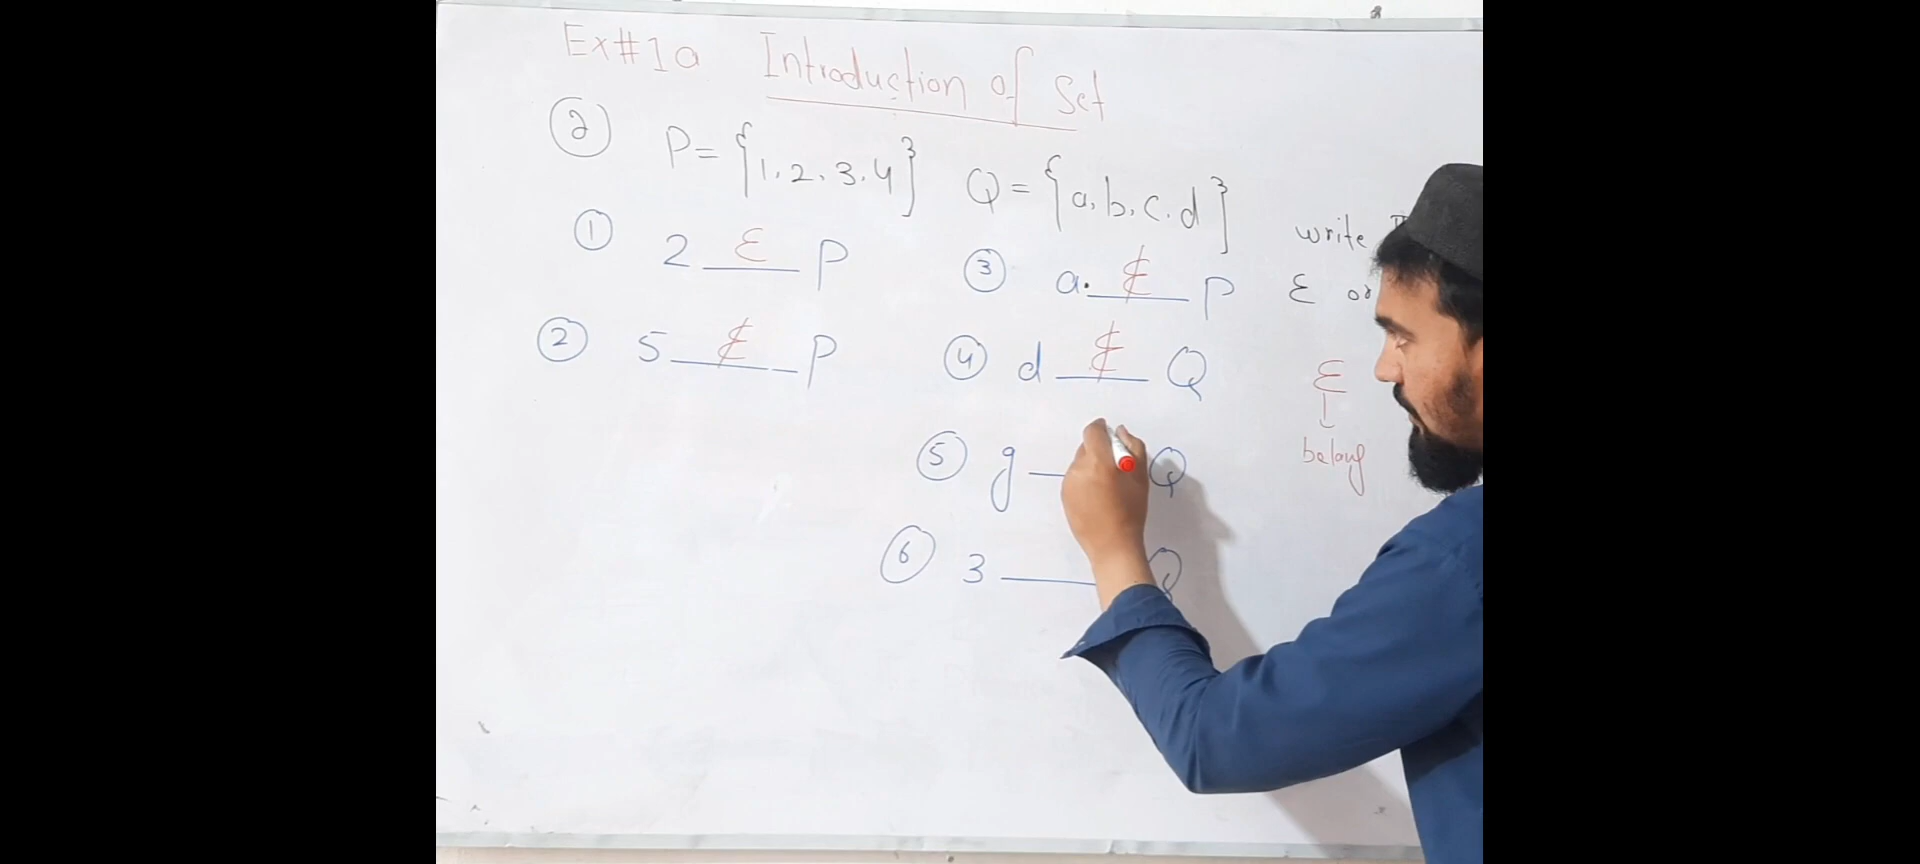 Ex#1a Introduction of Set
② P = {1, 2, 3, 4} Q = {a, b, c, d}
① 2 ∈ P
② 5 ∉ P
③ a. ∉ P
④ d ∉ Q
⑤ g Q
⑥ 3 Q
write
∈ or
∈
belong